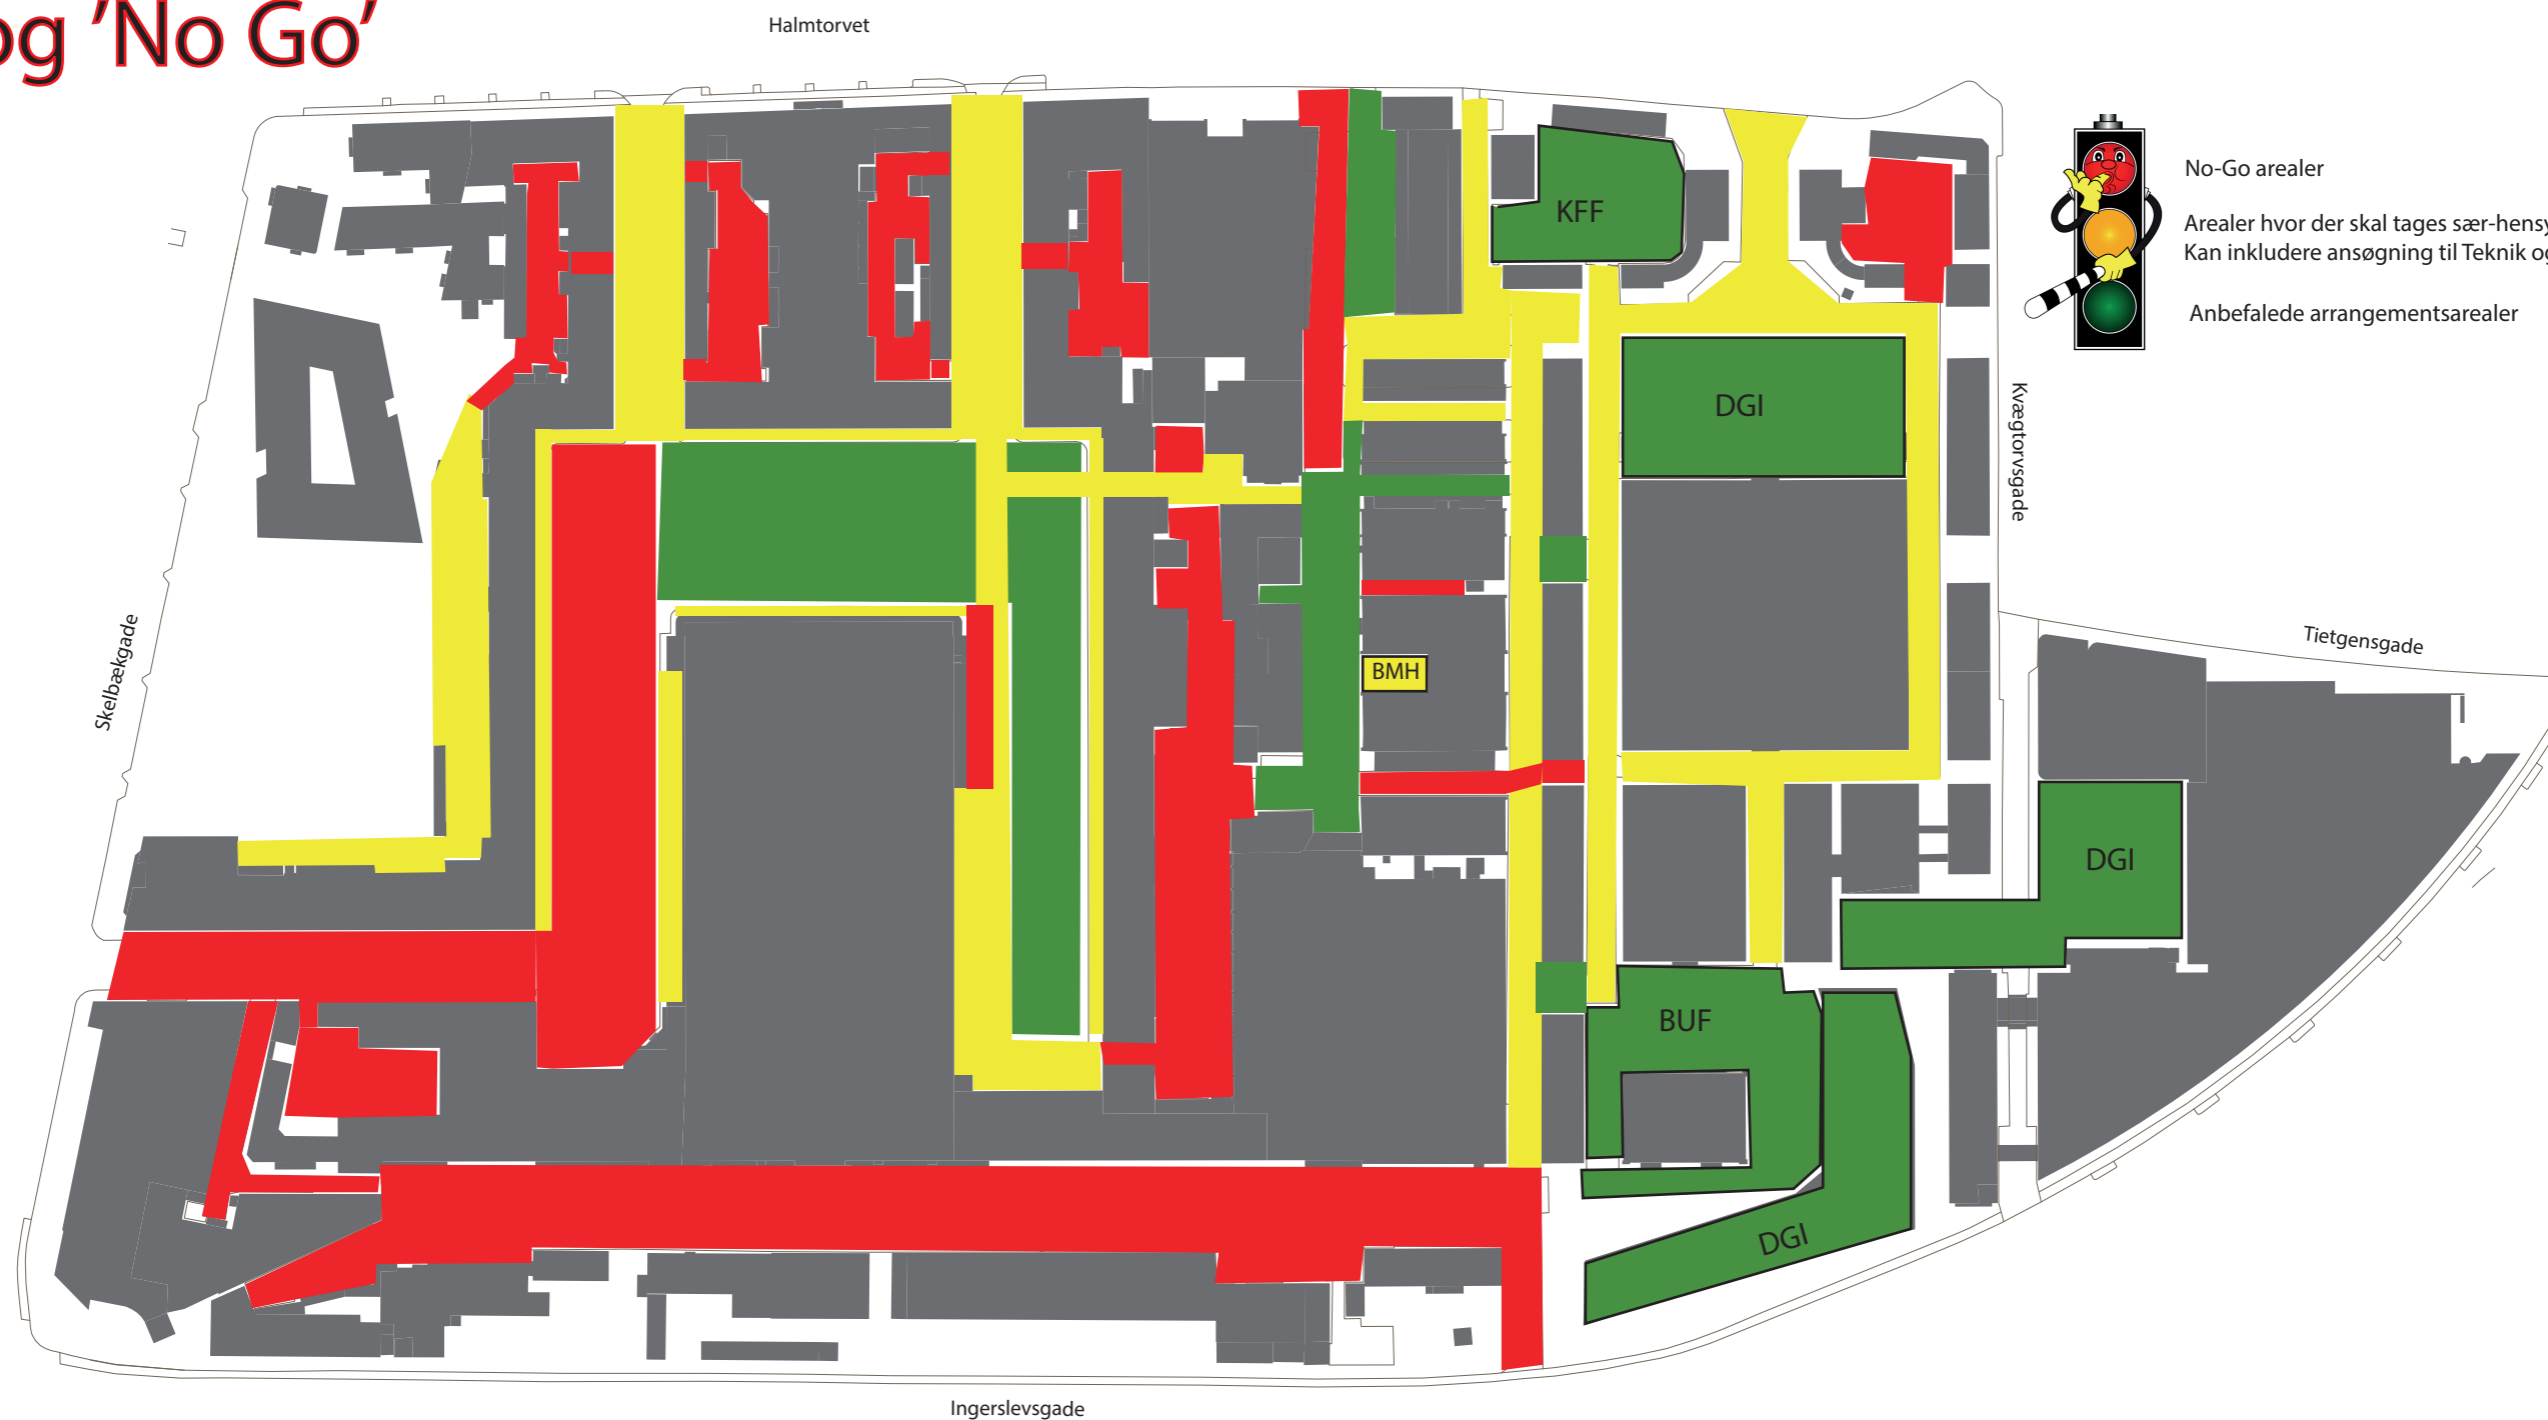 og 'No Go'
Halmtorvet
No-Go arealer
Arealer hvor der skal tages sær-hensy
Kan inkludere ansøgning til Teknik og
Anbefalede arrangementsarealer
KFF
DGI
Kvægtorvsgade
Tietgensgade
Skelbækgade
BMH
DGI
BUF
DGI
Ingerslevsgade